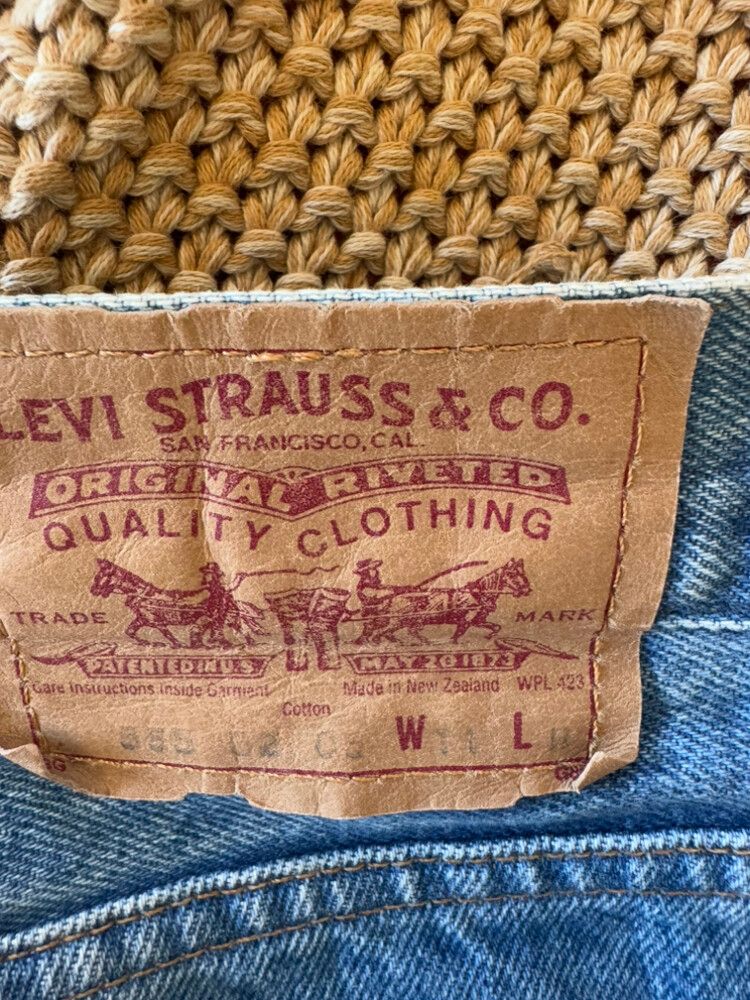 LEVI STRAUSS & CO.
SAN FRANCISCO, CAL.
ORIGINAL RIVETED
QUALITY CLOTHING
TRADE MARK
PATENTED IN U.S. MAY 20 1873
Care Instructions Inside Garment Made in New Zealand WPL 423
Cotton
W 11 L